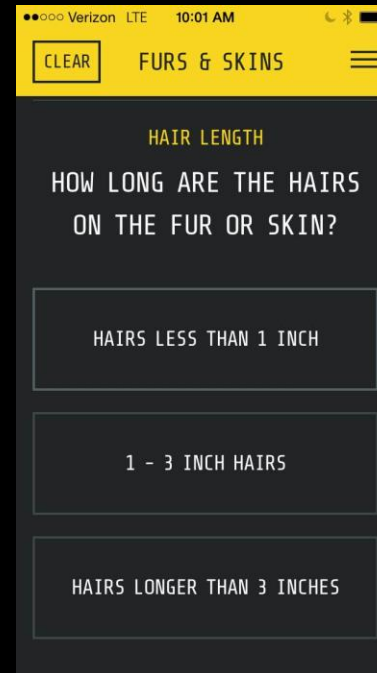 Verizon LTE 10:01 AM
CLEAR FURS & SKINS
HAIR LENGTH
HOW LONG ARE THE HAIRS
ON THE FUR OR SKIN?
HAIRS LESS THAN 1 INCH
1 - 3 INCH HAIRS
HAIRS LONGER THAN 3 INCHES